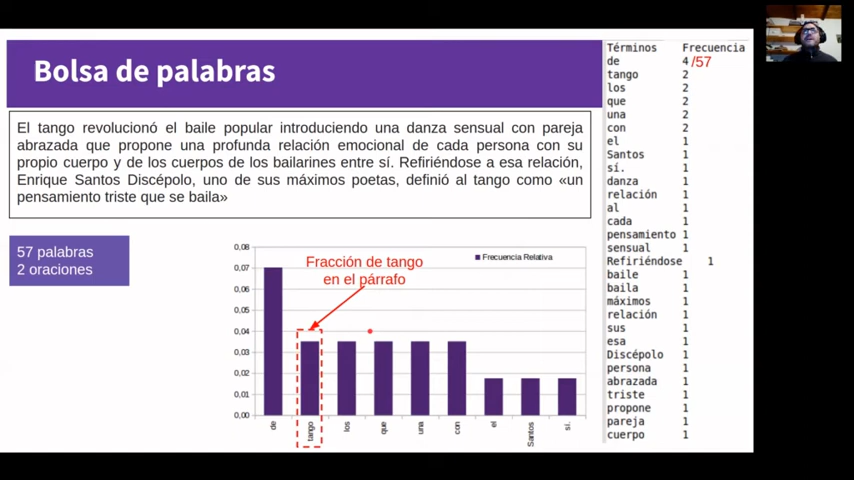 Bolsa de palabras
El tango revolucionó el baile popular introduciendo una danza sensual con pareja
abrazada que propone una profunda relación emocional de cada persona con su
propio cuerpo y de los cuerpos de los bailarines entre sí. Refiriéndose a esa relación,
Enrique Santos Discépolo, uno de sus máximos poetas, definió al tango como «un
pensamiento triste que se baila»
57 palabras
2 oraciones
0,08
0,07
0,06
0,05
0,04
0,03
0,02
0,01
0,00
Fracción de tango
en el párrafo
Frecuencia Relativa
de
tango
los
que
una
con
el
Santos
sí.
Términos Frecuencia
de 4 /57
tango 2
los 2
que 2
una 2
con 2
el 1
Santos 1
sí. 1
danza 1
relación 1
al 1
cada 1
pensamiento 1
sensual 1
Refiriéndose 1
baile 1
baila 1
máximos 1
relación 1
sus 1
esa 1
Discépolo 1
persona 1
abrazada 1
triste 1
propone 1
pareja 1
cuerpo 1